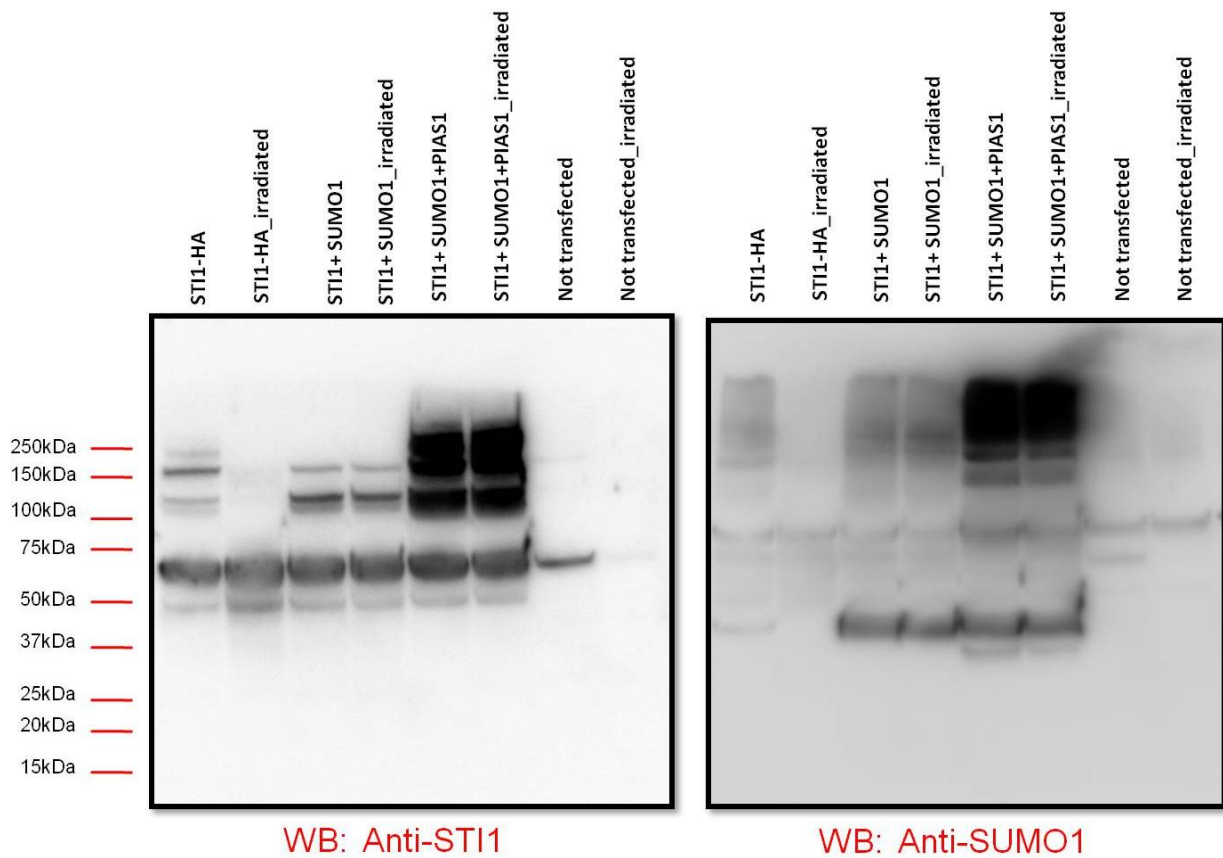 STI1-HA
STI1-HA_irradiated
STI1+ SUMO1
STI1+ SUMO1_irradiated
STI1+ SUMO1+PIAS1
STI1+ SUMO1+PIAS1_irradiated
Not transfected
Not transfected_irradiated
STI1-HA
STI1-HA_irradiated
STI1+ SUMO1
STI1+ SUMO1_irradiated
STI1+ SUMO1+PIAS1
STI1+ SUMO1+PIAS1_irradiated
Not transfected
Not transfected_irradiated
250kDa
150kDa
100kDa
75kDa
50kDa
37kDa
25kDa
20kDa
15kDa
WB: Anti-STI1
WB: Anti-SUMO1